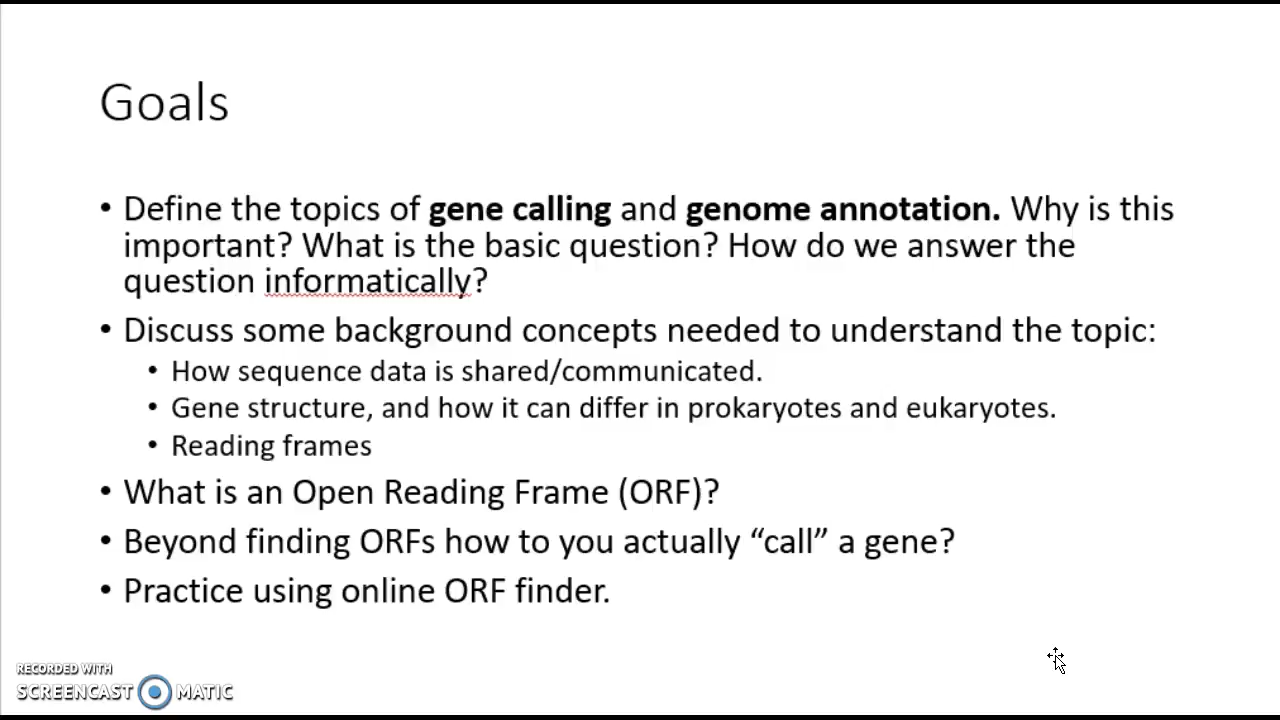 Goals
• Define the topics of gene calling and genome annotation. Why is this
important? What is the basic question? How do we answer the
question informatically?
• Discuss some background concepts needed to understand the topic:
• How sequence data is shared/communicated.
• Gene structure, and how it can differ in prokaryotes and eukaryotes.
• Reading frames
• What is an Open Reading Frame (ORF)?
• Beyond finding ORFs how to you actually “call” a gene?
• Practice using online ORF finder.
RECORDED WITH
SCREENCAST MATIC